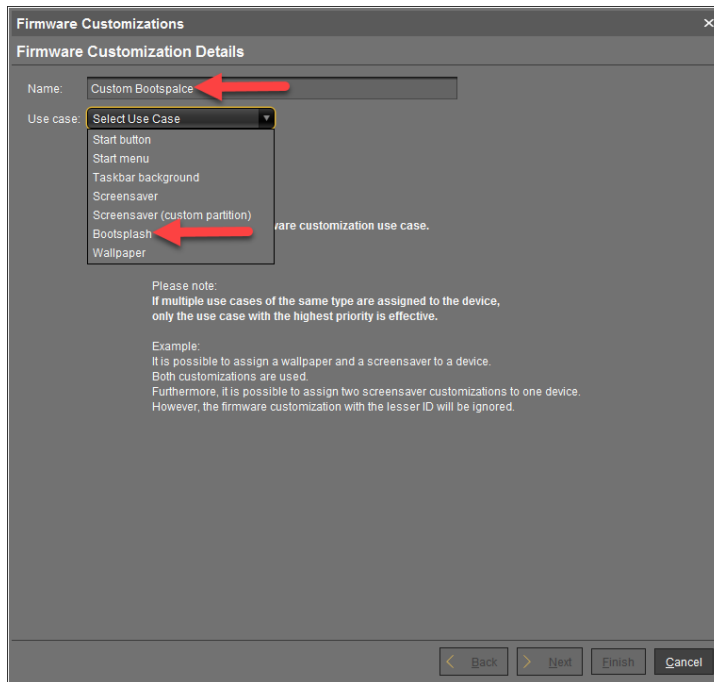 Firmware Customizations ×
Firmware Customization Details
Name: Custom Bootspalce
Use case: Select Use Case
Start button
Start menu
Taskbar background
Screensaver
Screensaver (custom partition)
Bootsplash
ware customization use case.
Wallpaper
Please note:
If multiple use cases of the same type are assigned to the device,
only the use case with the highest priority is effective.
Example:
It is possible to assign a wallpaper and a screensaver to a device.
Both customizations are used.
Furthermore, it is possible to assign two screensaver customizations to one device.
However, the firmware customization with the lesser ID will be ignored.
Back Next Finish Cancel